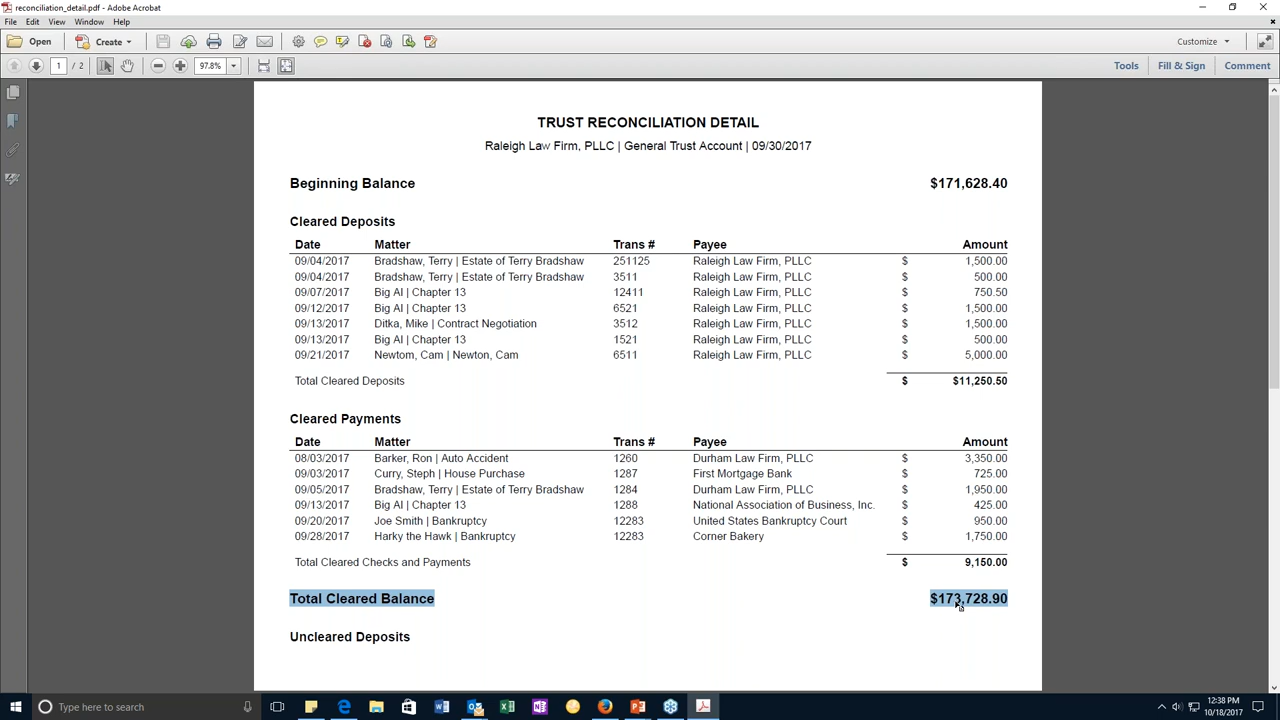 reconciliation_detail.pdf - Adobe Acrobat
File Edit View Window Help
Open Create Customize
1 / 2 97.8% Tools Fill & Sign Comment
TRUST RECONCILIATION DETAIL
Raleigh Law Firm, PLLC | General Trust Account | 09/30/2017
Beginning Balance $171,628.40
Cleared Deposits
Date Matter Trans # Payee Amount
09/04/2017 Bradshaw, Terry | Estate of Terry Bradshaw 251125 Raleigh Law Firm, PLLC $ 1,500.00
09/04/2017 Bradshaw, Terry | Estate of Terry Bradshaw 3511 Raleigh Law Firm, PLLC $ 500.00
09/07/2017 Big Al | Chapter 13 12411 Raleigh Law Firm, PLLC $ 750.50
09/12/2017 Big Al | Chapter 13 6521 Raleigh Law Firm, PLLC $ 1,500.00
09/13/2017 Ditka, Mike | Contract Negotiation 3512 Raleigh Law Firm, PLLC $ 1,500.00
09/13/2017 Big Al | Chapter 13 1521 Raleigh Law Firm, PLLC $ 500.00
09/21/2017 Newtom, Cam | Newton, Cam 6511 Raleigh Law Firm, PLLC $ 5,000.00
Total Cleared Deposits $ $11,250.50
Cleared Payments
Date Matter Trans # Payee Amount
08/03/2017 Barker, Ron | Auto Accident 1260 Durham Law Firm, PLLC $ 3,350.00
09/03/2017 Curry, Steph | House Purchase 1287 First Mortgage Bank $ 725.00
09/05/2017 Bradshaw, Terry | Estate of Terry Bradshaw 1284 Durham Law Firm, PLLC $ 1,950.00
09/13/2017 Big Al | Chapter 13 1288 National Association of Business, Inc. $ 425.00
09/20/2017 Joe Smith | Bankruptcy 12283 United States Bankruptcy Court $ 950.00
09/28/2017 Harky the Hawk | Bankruptcy 12283 Corner Bakery $ 1,750.00
Total Cleared Checks and Payments $ 9,150.00
Total Cleared Balance $173,728.90
Uncleared Deposits
Type here to search
12:38 PM
10/18/2017